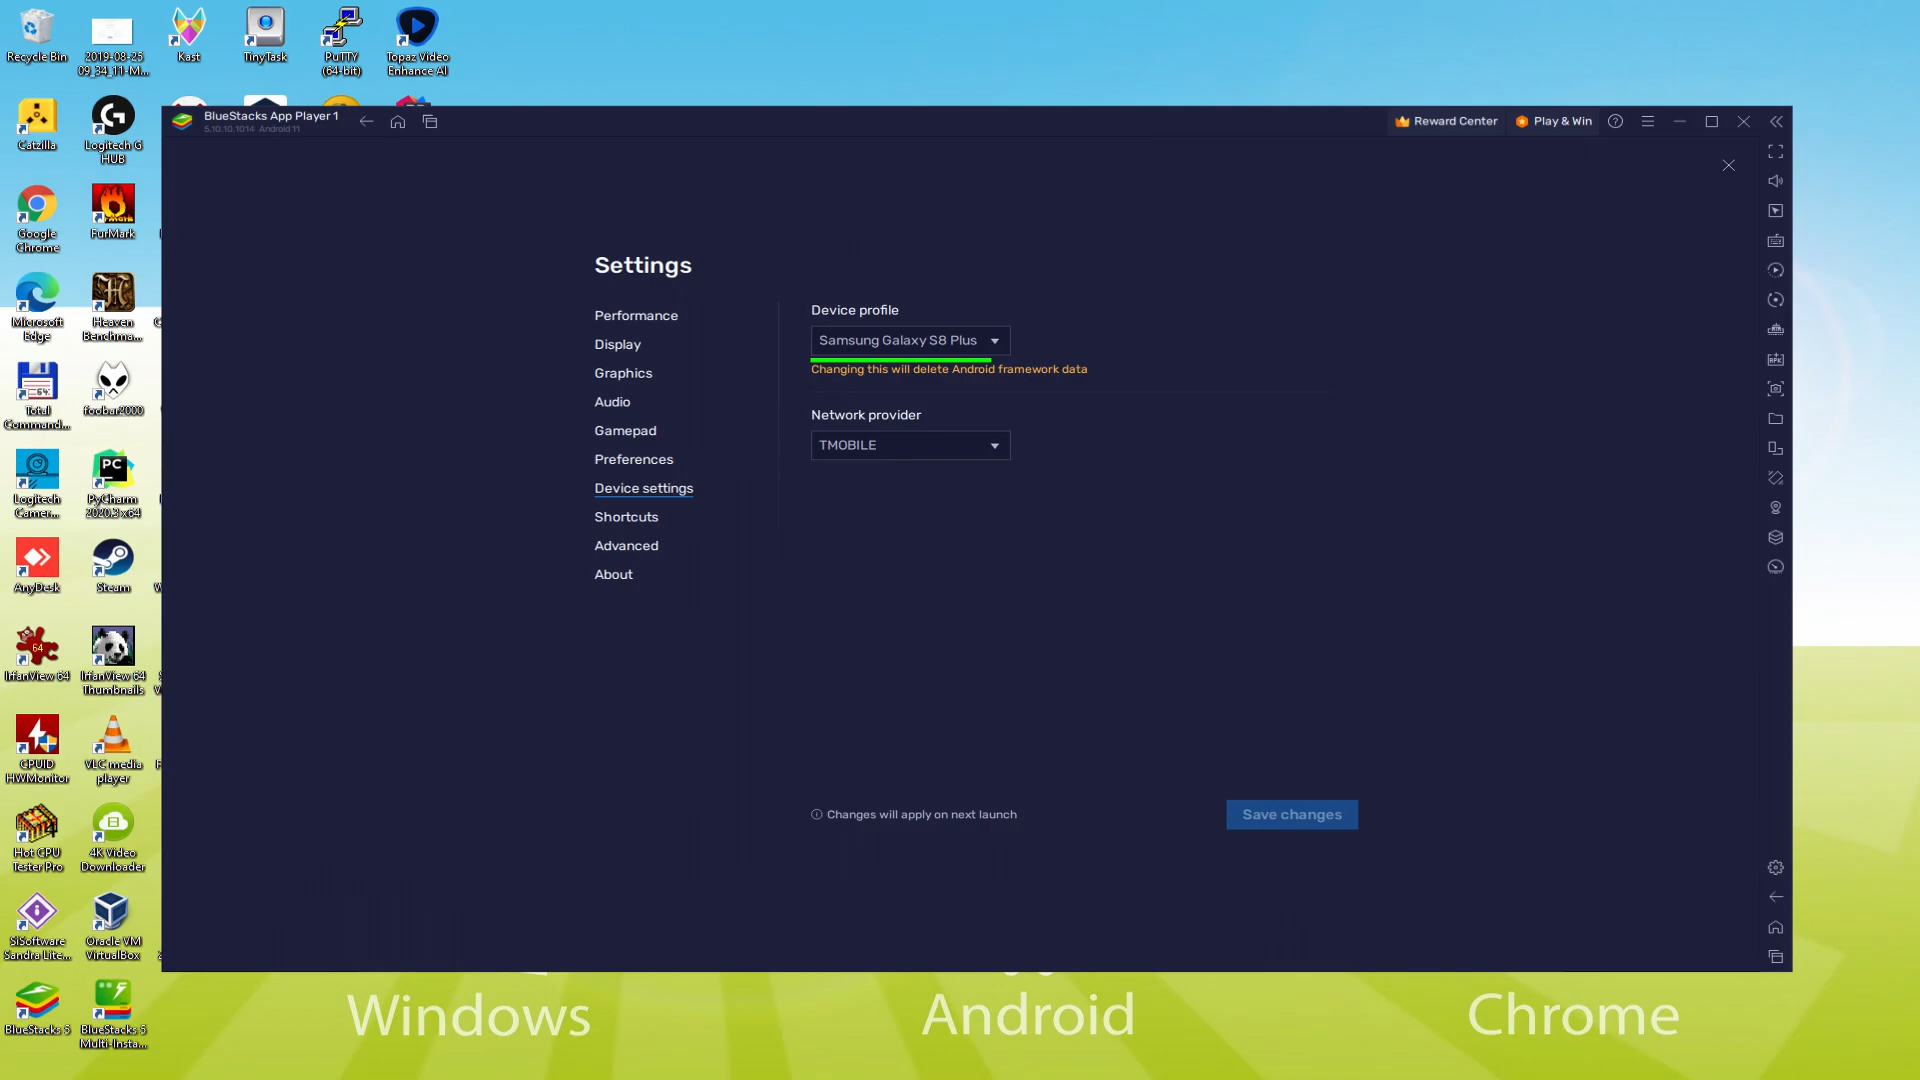 Recycle Bin
2019-08-25
09_34_11-M...
Kast
TinyTask
PuTTY
(64-bit)
Topaz Video
Enhance AI
BlueStacks App Player 1
5.10.10.1014 Android 11
Reward Center
Play & Win
Catzilla
Logitech G
HUB
Google
Chrome
FurMark
Microsoft
Edge
Heaven
Benchma...
Total
Command...
foobar2000
Logitech
Camer...
PyCharm
2020.3 x64
AnyDesk
Steam
IrfanView 64
IrfanView 64
Thumbnails
CPUID
HWMonitor
VLC media
player
Hot CPU
Tester Pro
4K Video
Downloader
SiSoftware
Sandra Lite...
Oracle VM
VirtualBox
BlueStacks 5
BlueStacks 5
Multi-Insta...
Settings
Performance
Display
Graphics
Audio
Gamepad
Preferences
Device settings
Shortcuts
Advanced
About
Device profile
Samsung Galaxy S8 Plus
Changing this will delete Android framework data
Network provider
TMOBILE
Changes will apply on next launch
Save changes
Windows
Android
Chrome